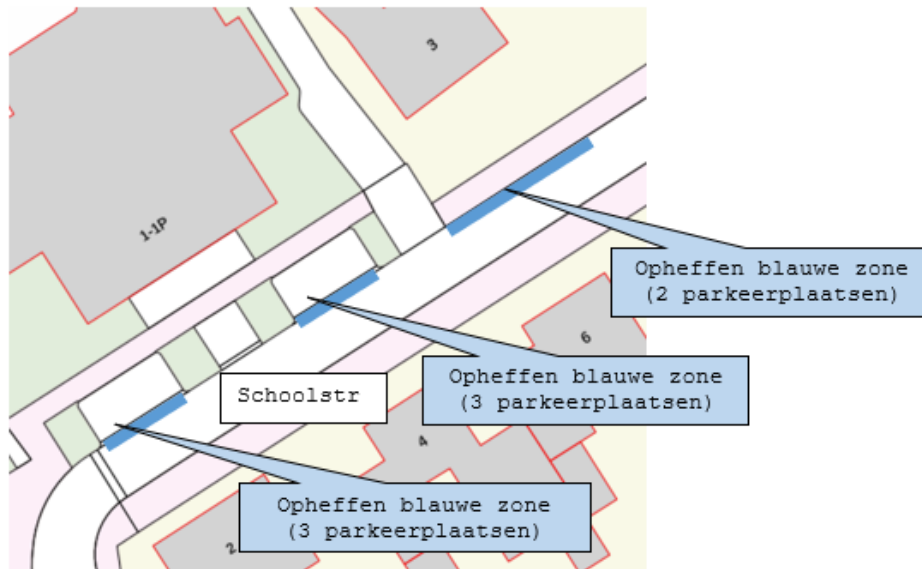 3
1-1P
Opheffen blauwe zone
(2 parkeerplaatsen)
6
Opheffen blauwe zone
(3 parkeerplaatsen)
Schoolstr
4
Opheffen blauwe zone
(3 parkeerplaatsen)
2